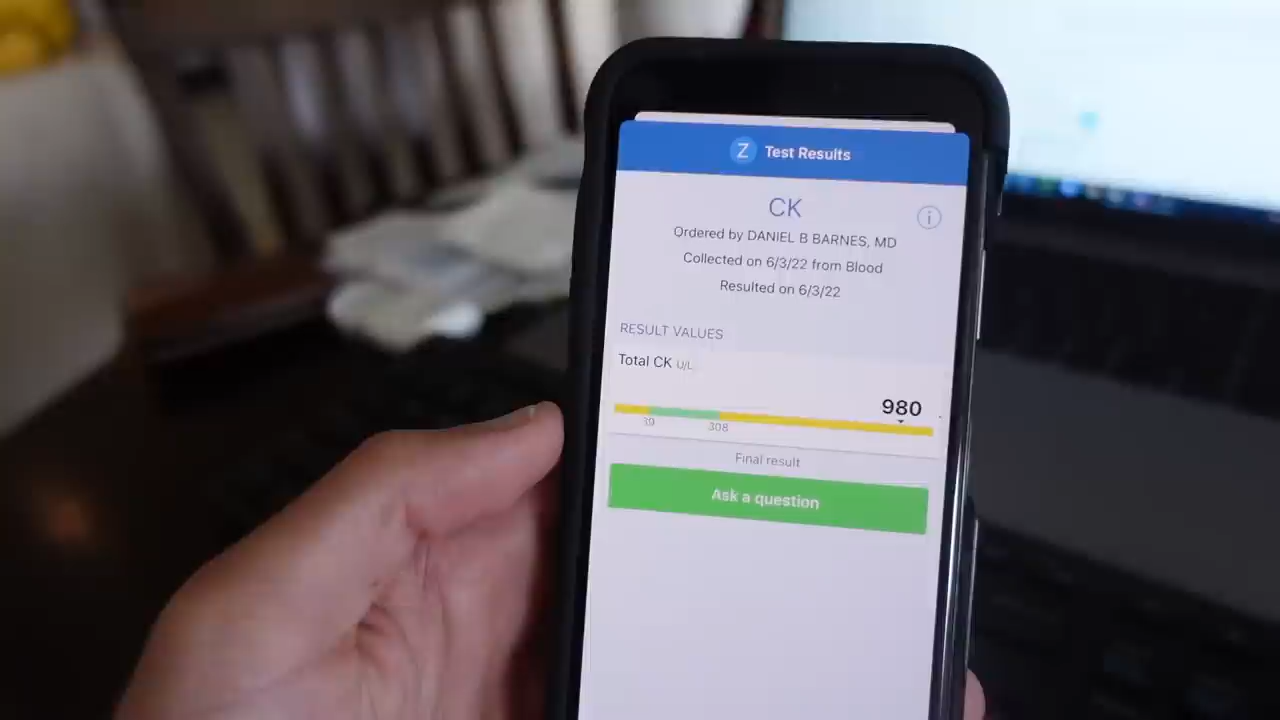 Z Test Results
CK
Ordered by DANIEL B BARNES, MD
Collected on 6/3/22 from Blood
Resulted on 6/3/22
RESULT VALUES
Total CK U/L
980
39 308
Final result
Ask a question